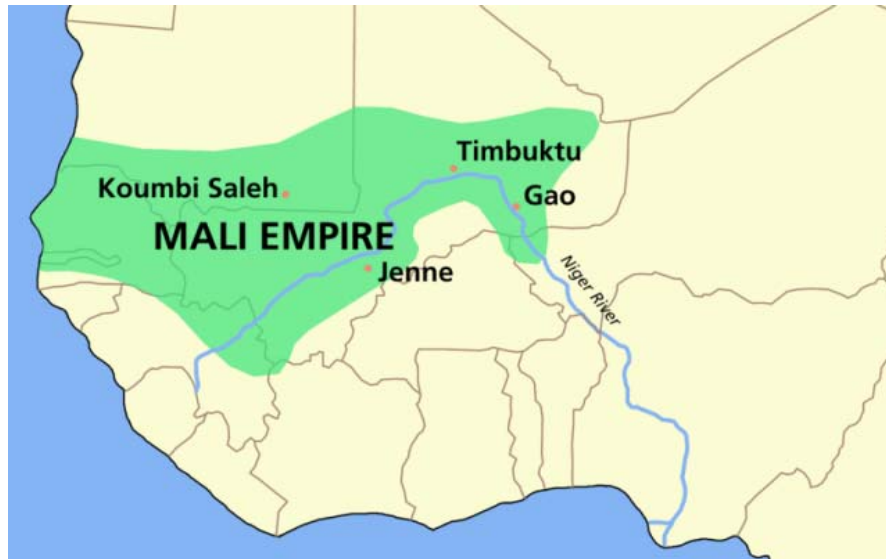 Timbuktu
Koumbi Saleh
Gao
MALI EMPIRE
Jenne
Niger River